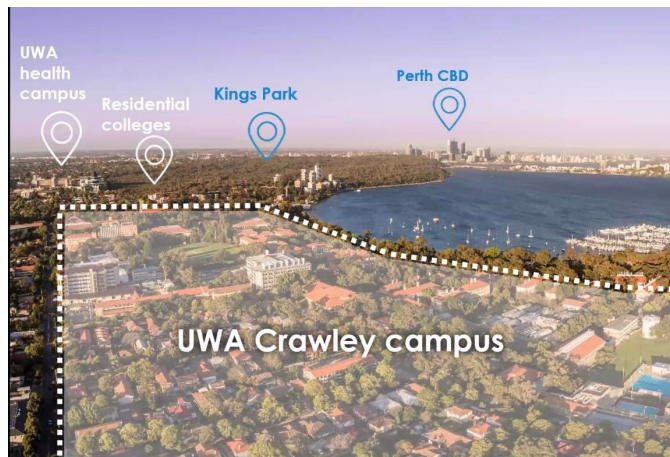 UWA
health
campus
Residential
colleges
Kings Park
Perth CBD
UWA Crawley campus